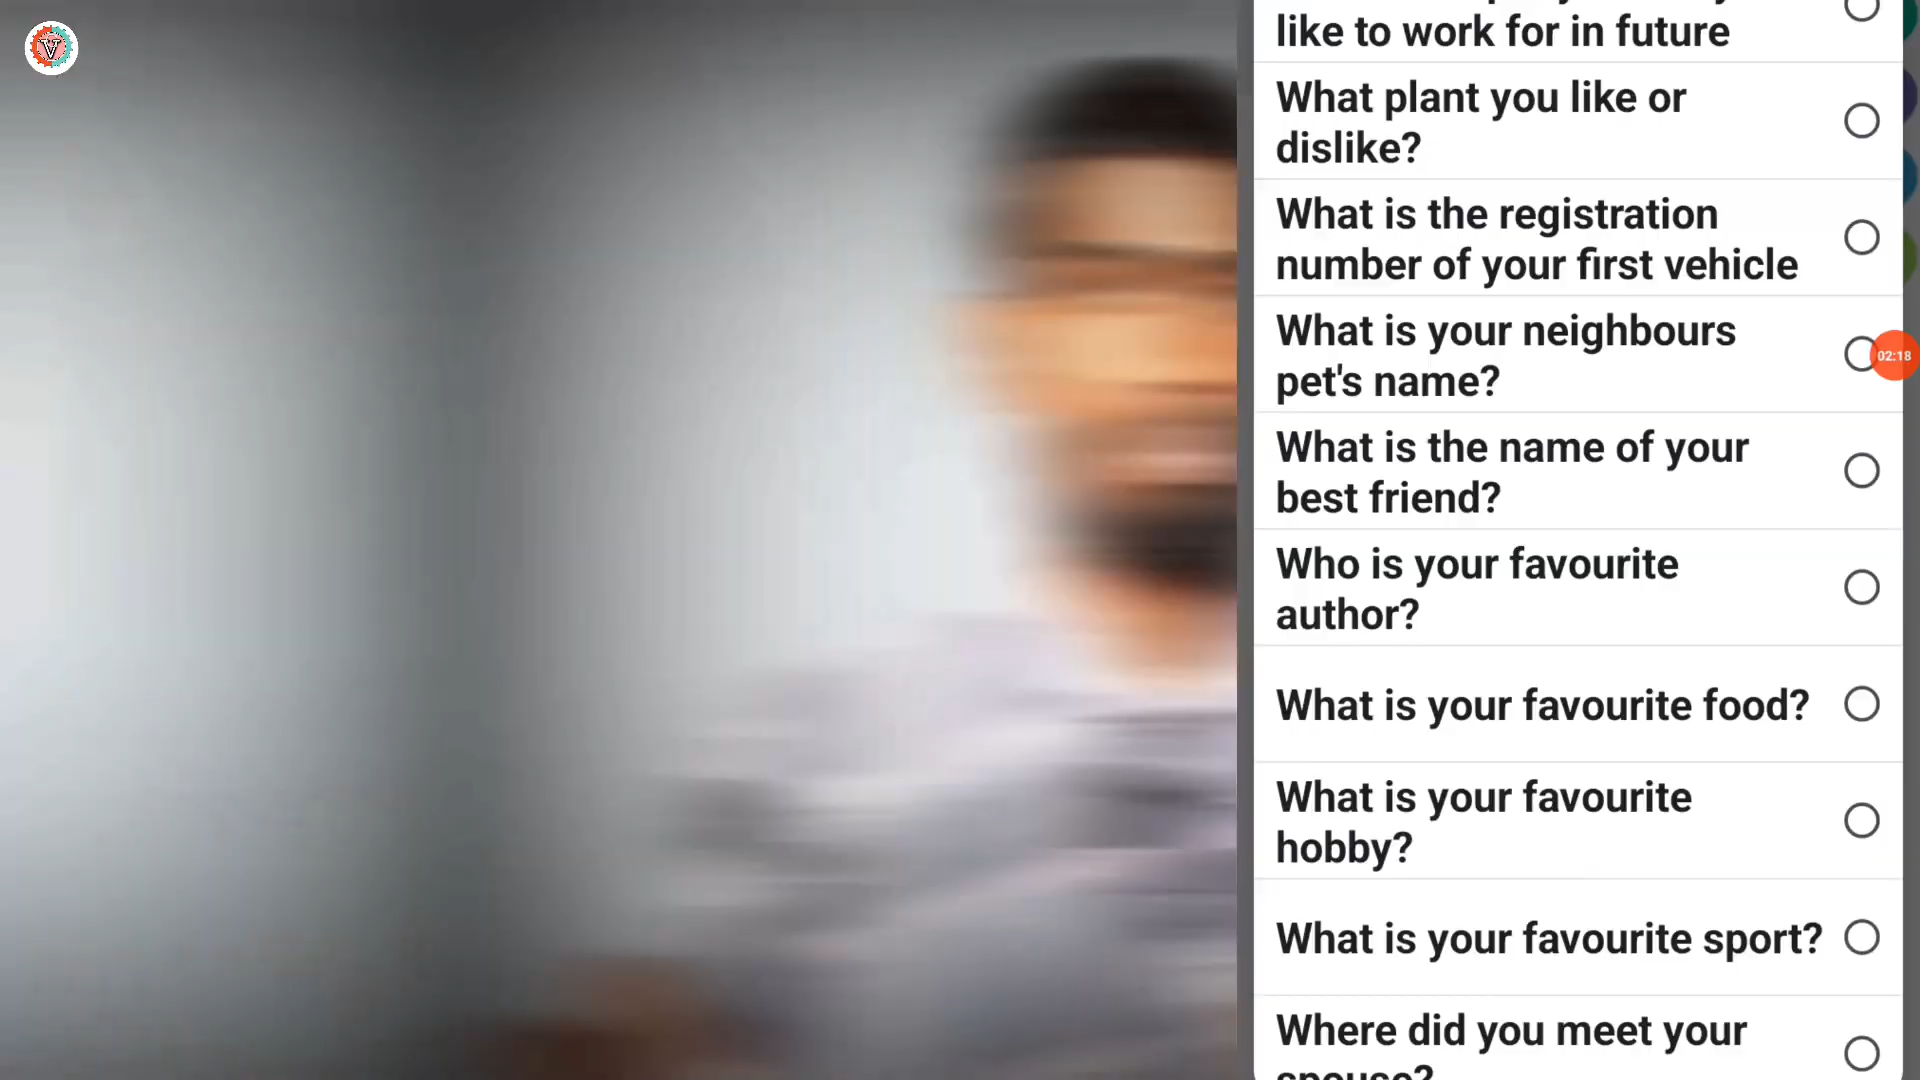 like to work for in future
What plant you like or
dislike?
What is the registration
number of your first vehicle
What is your neighbours
pet's name?
02:18
What is the name of your
best friend?
Who is your favourite
author?
What is your favourite food?
What is your favourite
hobby?
What is your favourite sport?
Where did you meet your
spouse?
V